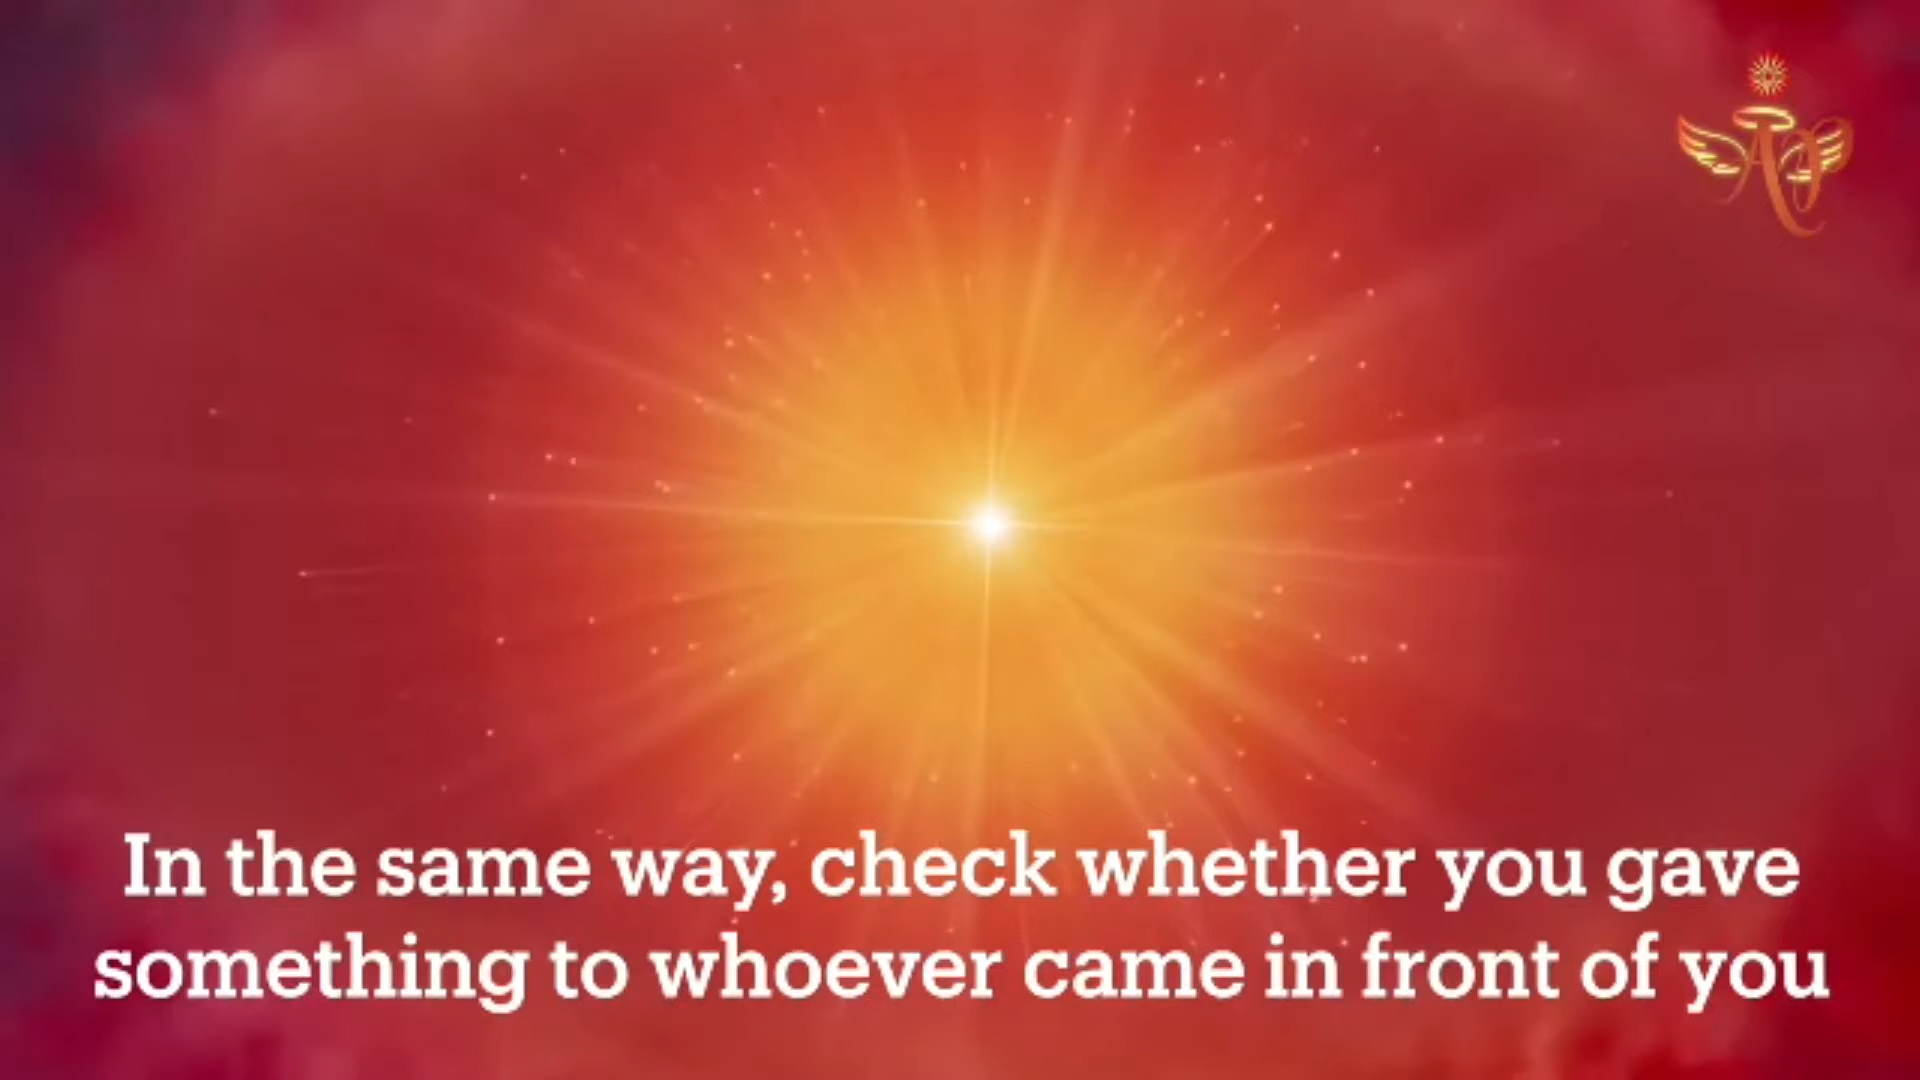 In the same way, check whether you gave
something to whoever came in front of you